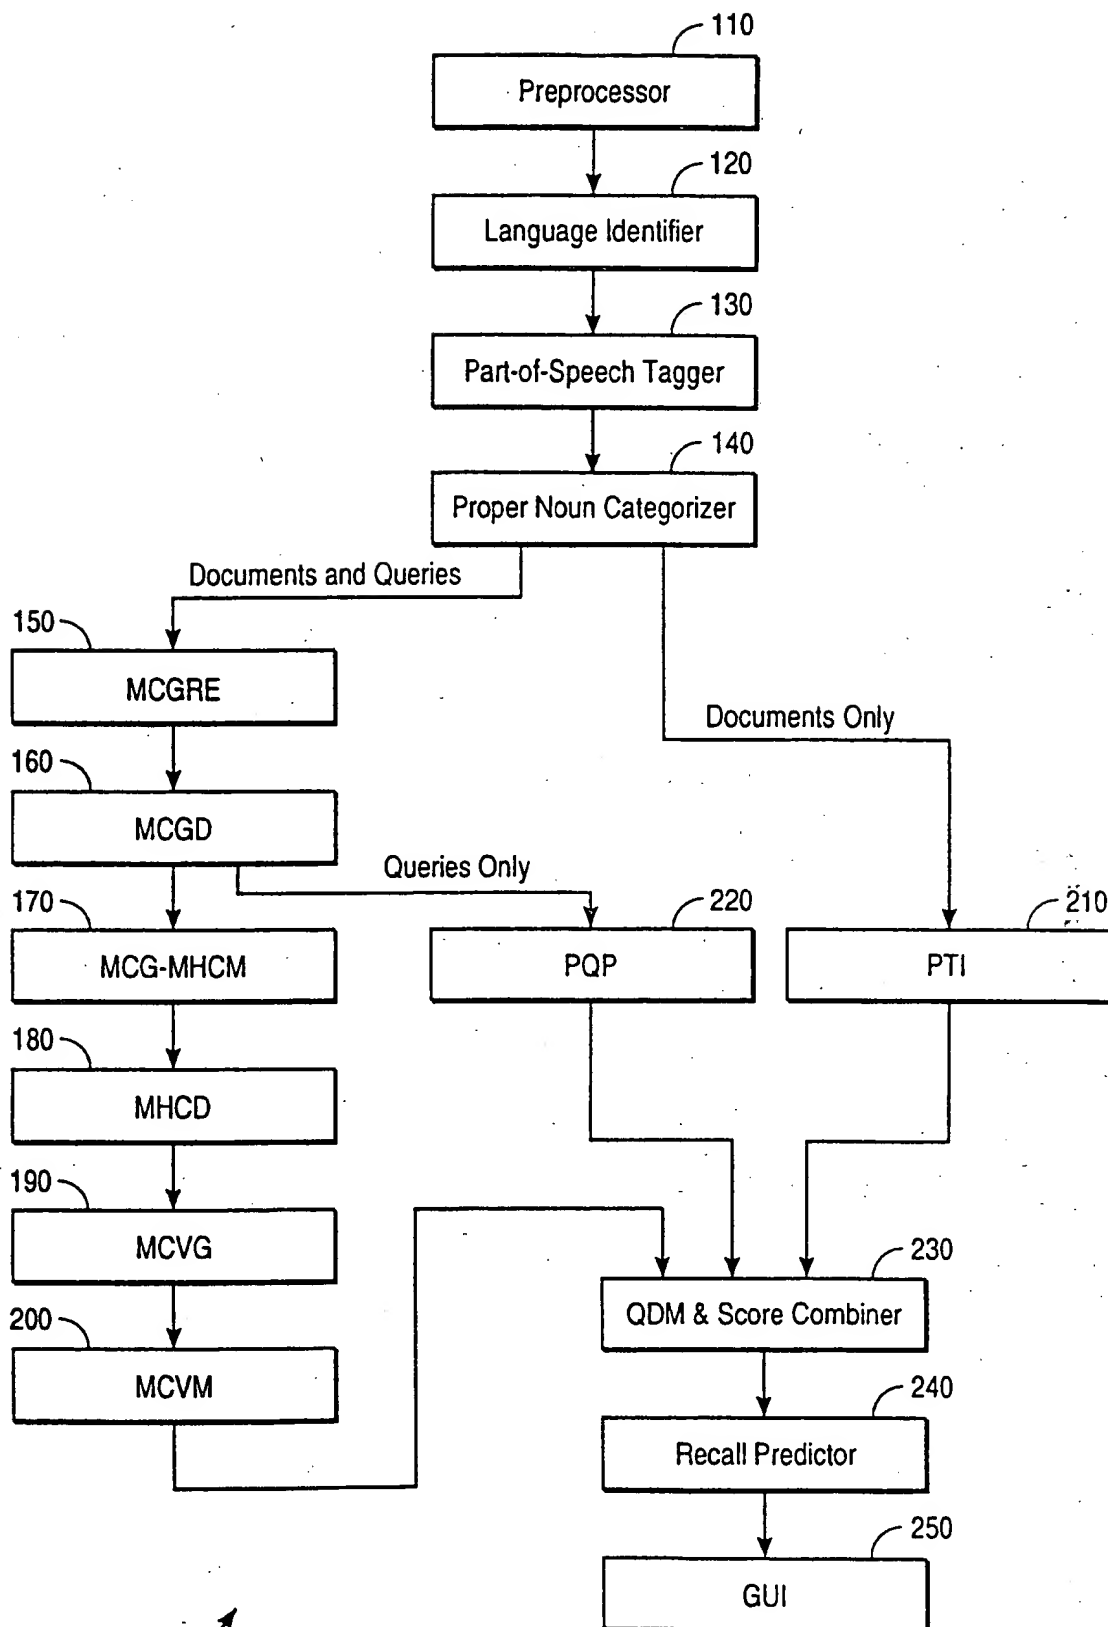 110
Preprocessor
120
Language Identifier
130
Part-of-Speech Tagger
140
Proper Noun Categorizer
Documents and Queries
150
MCGRE
Documents Only
160
MCGD
Queries Only
170
MCG-MHCM
220
PQP
210
PTI
180
MHCD
190
MCVG
230
QDM & Score Combiner
200
MCVM
240
Recall Predictor
250
GUI